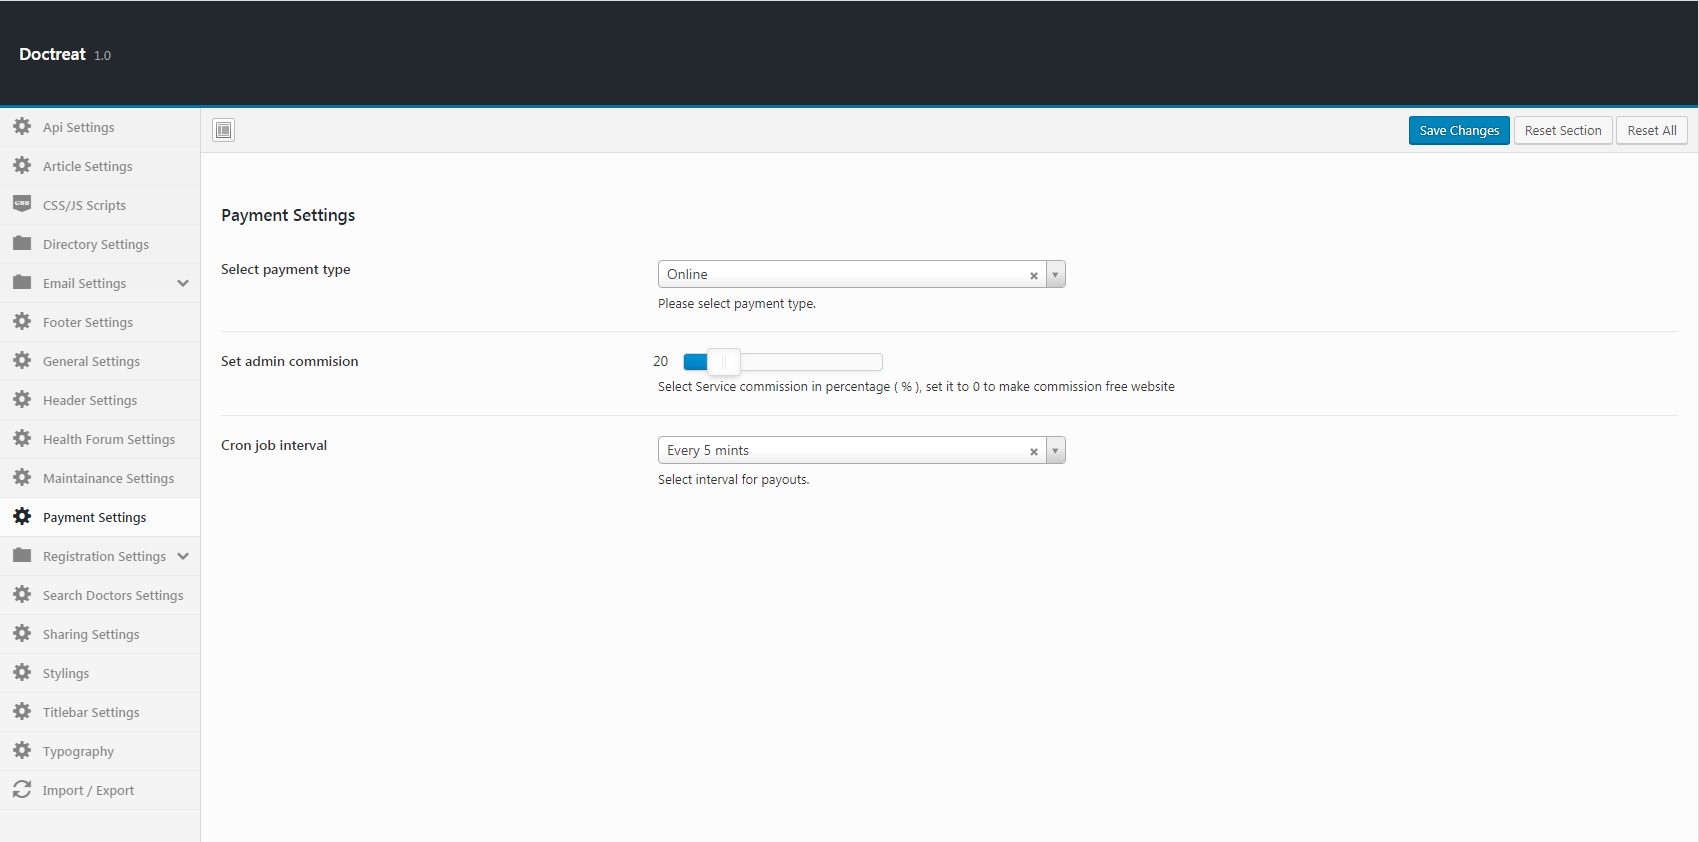 Doctreat 1.0
Save Changes
Reset Section
Reset All
Api Settings
Article Settings
CSS/JS Scripts
Directory Settings
Email Settings
Footer Settings
General Settings
Header Settings
Health Forum Settings
Maintainance Settings
Payment Settings
Registration Settings
Search Doctors Settings
Sharing Settings
Stylings
Titlebar Settings
Typography
Import / Export
Payment Settings
Select payment type
Online
Please select payment type.
Set admin commision
20
Select Service commission in percentage ( % ), set it to 0 to make commission free website
Cron job interval
Every 5 mints
Select interval for payouts.